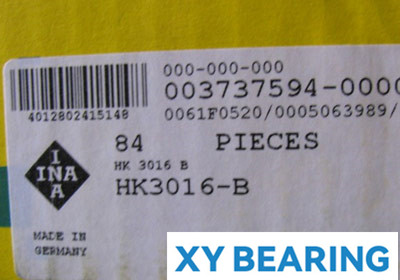 000-000-000
003737594-0000
0061F0520/0005063989/
4012802415148
84 PIECES
HK 3016 B
HK3016-B
INA
INA
MADE IN
GERMANY
XY BEARING